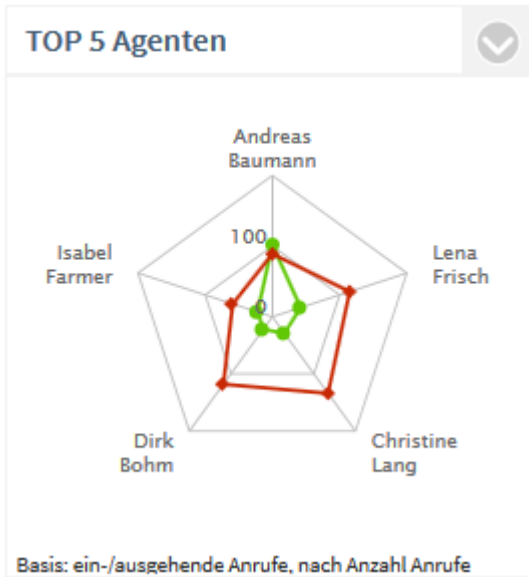 TOP 5 Agenten
Andreas
Baumann
100
Isabel
Farmer
Lena
Frisch
0
Dirk
Bohm
Christine
Lang
Basis: ein-/ausgehende Anrufe, nach Anzahl Anrufe